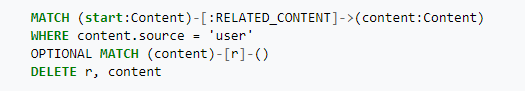 MATCH (start:Content)-[:RELATED_CONTENT]->(content:Content)
WHERE content.source = 'user'
OPTIONAL MATCH (content)-[r]-()
DELETE r, content